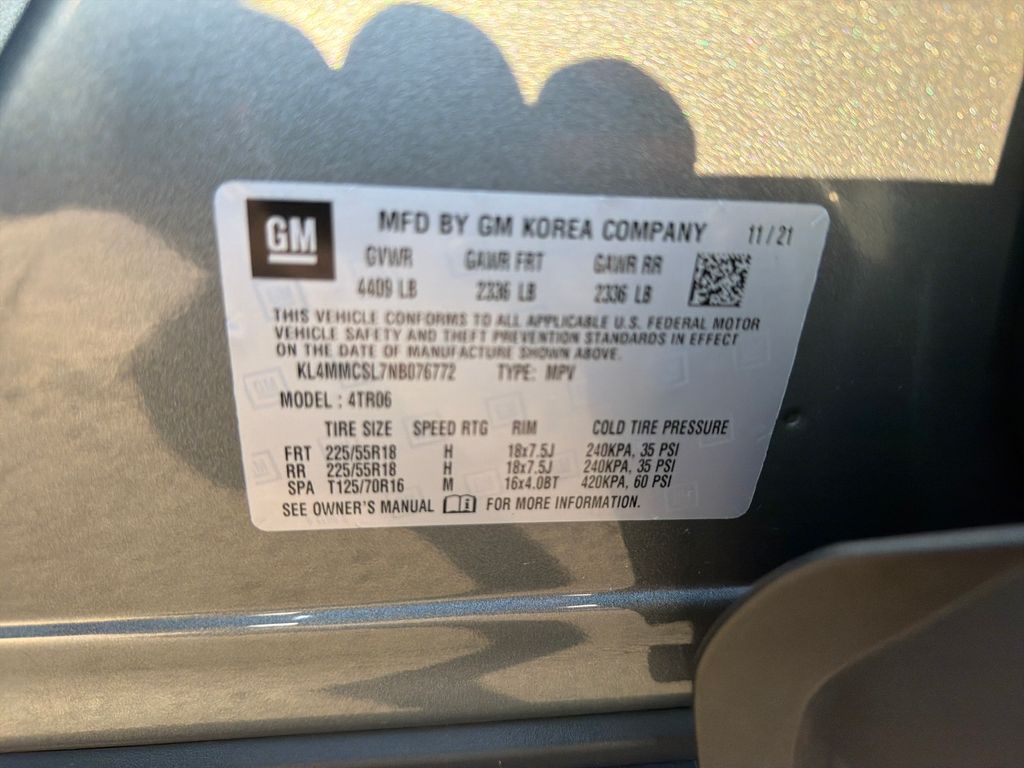 GM MFD BY GM KOREA COMPANY 11/21
GVWR GAWR FRT GAWR RR
4409 LB 2336 LB 2336 LB
THIS VEHICLE CONFORMS TO ALL APPLICABLE U.S. FEDERAL MOTOR
VEHICLE SAFETY AND THEFT PREVENTION STANDARDS IN EFFECT
ON THE DATE OF MANUFACTURE SHOWN ABOVE.
KL4MMCSL7NB076772 TYPE: MPV
MODEL : 4TR06
TIRE SIZE SPEED RTG RIM COLD TIRE PRESSURE
FRT 225/55R18 H 18x7.5J 240KPA, 35 PSI
RR 225/55R18 H 18x7.5J 240KPA, 35 PSI
SPA T125/70R16 M 16x4.0BT 420KPA, 60 PSI
SEE OWNER'S MANUAL i FOR MORE INFORMATION.